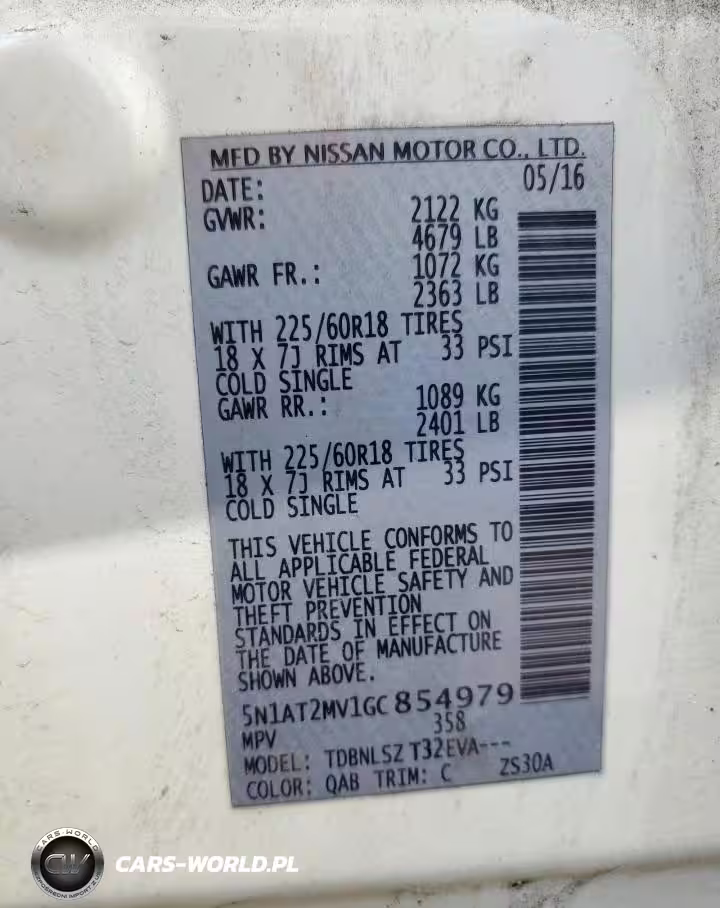 MFD BY NISSAN MOTOR CO., LTD.
DATE: 05/16
GVWR: 2122 KG
4679 LB
GAWR FR.: 1072 KG
2363 LB
WITH 225/60R18 TIRES
18 X 7J RIMS AT 33 PSI
COLD SINGLE
GAWR RR.: 1089 KG
2401 LB
WITH 225/60R18 TIRES
18 X 7J RIMS AT 33 PSI
COLD SINGLE
THIS VEHICLE CONFORMS TO
ALL APPLICABLE FEDERAL
MOTOR VEHICLE SAFETY AND
THEFT PREVENTION
STANDARDS IN EFFECT ON
THE DATE OF MANUFACTURE
SHOWN ABOVE.
5N1AT2MV1GC854979
MPV 358
MODEL: TDBNLSZ T32EVA---
COLOR: QAB TRIM: C ZS30A
CARS-WORLD
CW
CARS-WORLD.PL